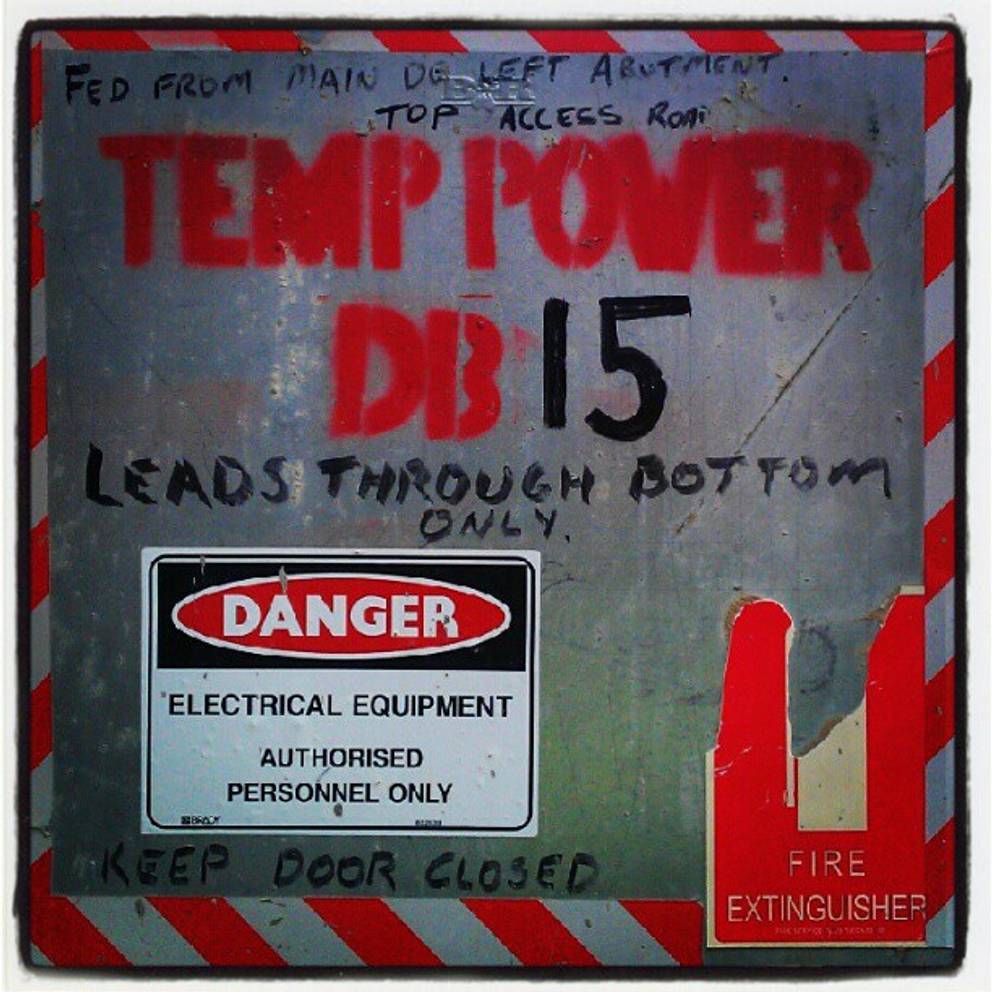 FED FROM MAIN DB LEFT ABUTMENT.
TOP ACCESS ROAD
TEMP POWER
DB 15
LEADS THROUGH BOTTOM
ONLY.
DANGER
ELECTRICAL EQUIPMENT
AUTHORISED
PERSONNEL ONLY
BRADY
KEEP DOOR CLOSED
FIRE
EXTINGUISHER